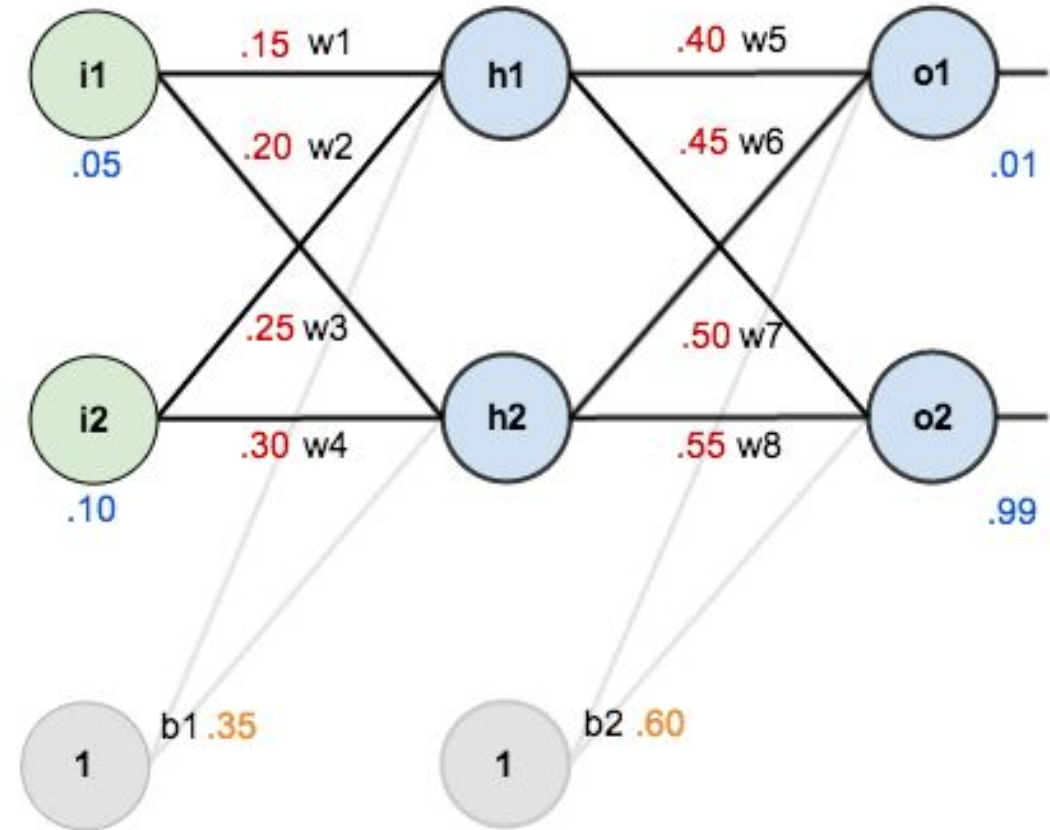 .15 w1
.40 w5
i1
h1
o1
.20 w2
.45 w6
.05
.01
.25 w3
.50 w7
i2
h2
o2
.30 w4
.55 w8
.10
.99
b1 .35
b2 .60
1
1